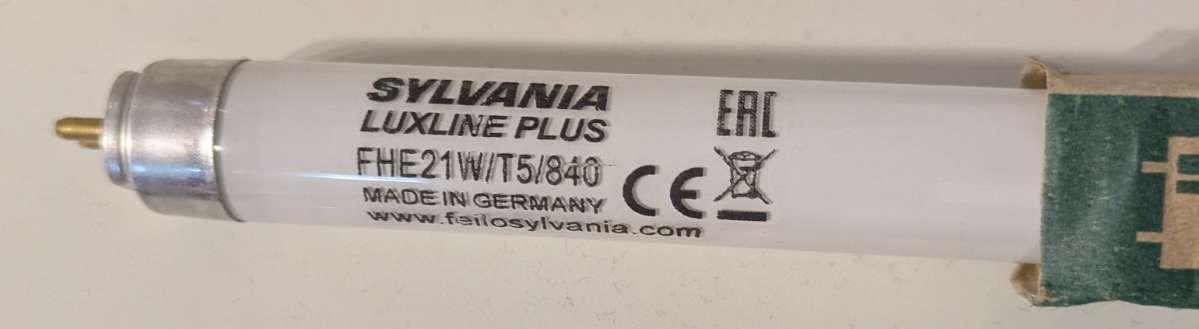 SYLVANIA
LUXLINE PLUS
FHE21W/T5/840
MADE IN GERMANY
www.feilosylvania.com
EAC
CE